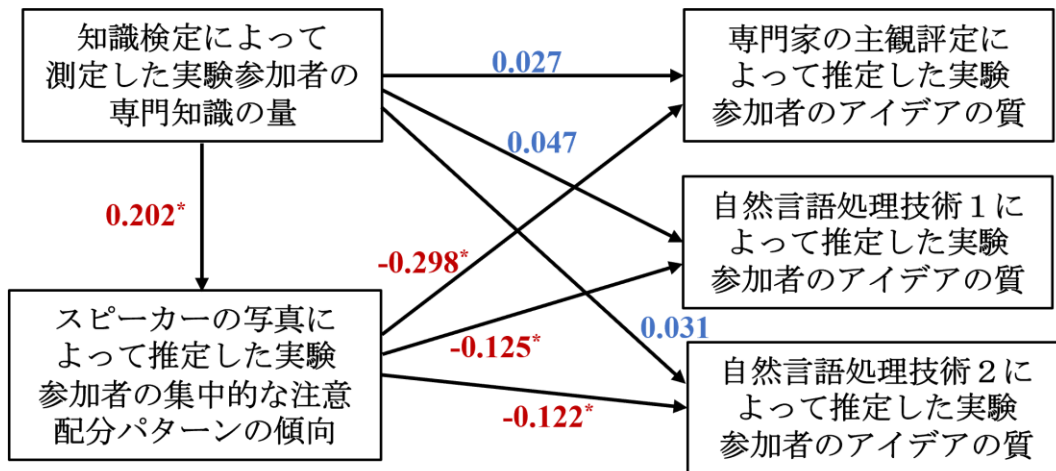 知識検定によって
測定した実験参加者の
専門知識の量
0.027
専門家の主観評定に
よって推定した実験
参加者のアイデアの質
0.047
0.202*
自然言語処理技術1に
よって推定した実験
参加者のアイデアの質
-0.298*
スピーカーの写真に
よって推定した実験
参加者の集中的な注意
配分パターンの傾向
0.031
-0.125*
-0.122*
自然言語処理技術2に
よって推定した実験
参加者のアイデアの質